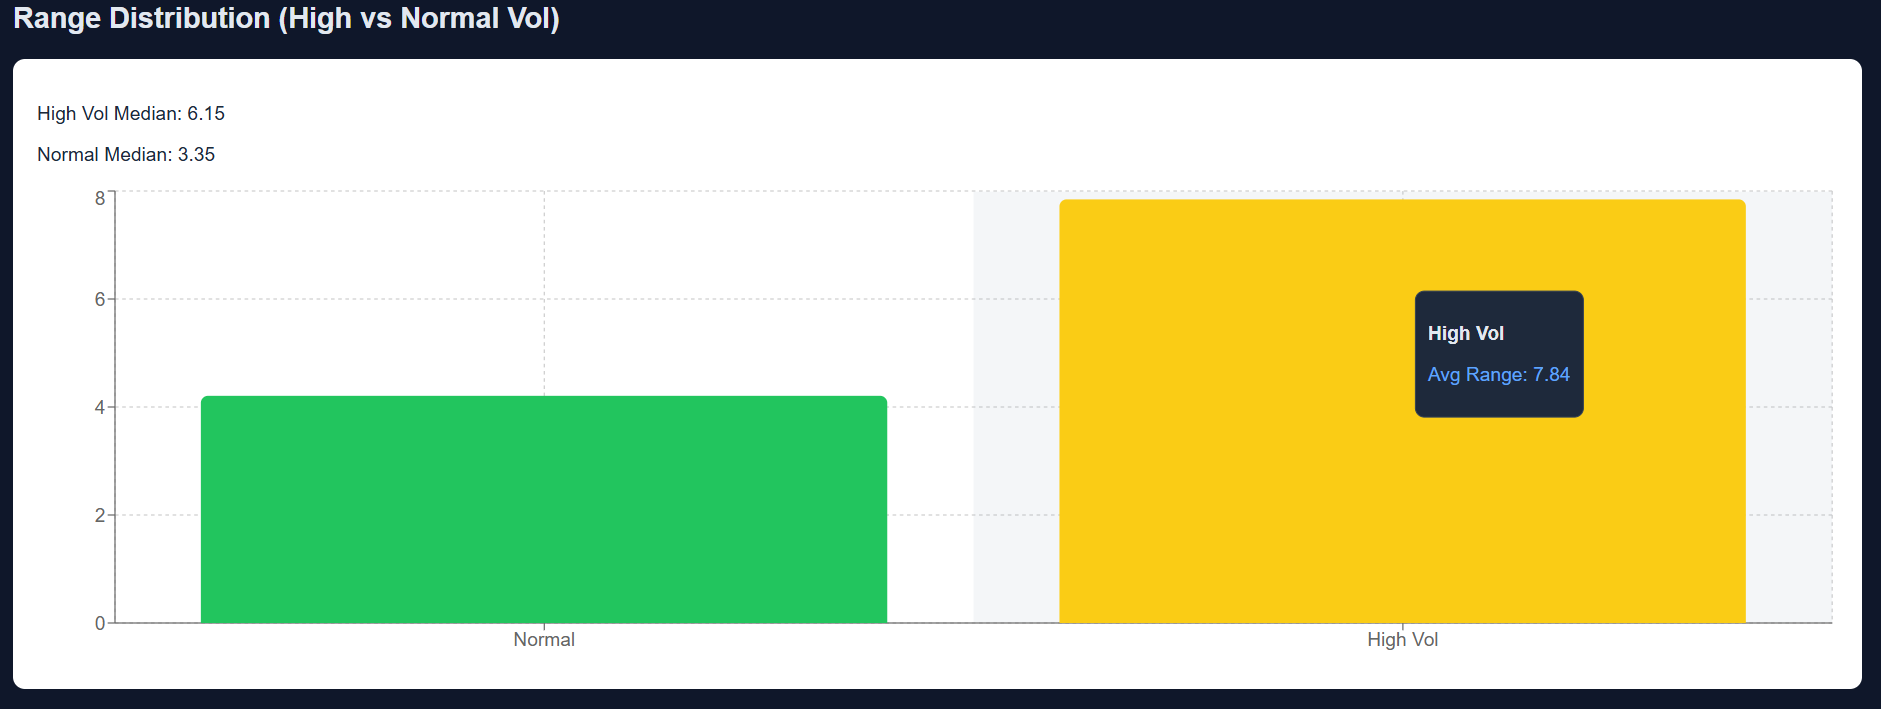 Range Distribution (High vs Normal Vol)
High Vol Median: 6.15
Normal Median: 3.35
8
6
4
2
0
High Vol
Avg Range: 7.84
Normal
High Vol